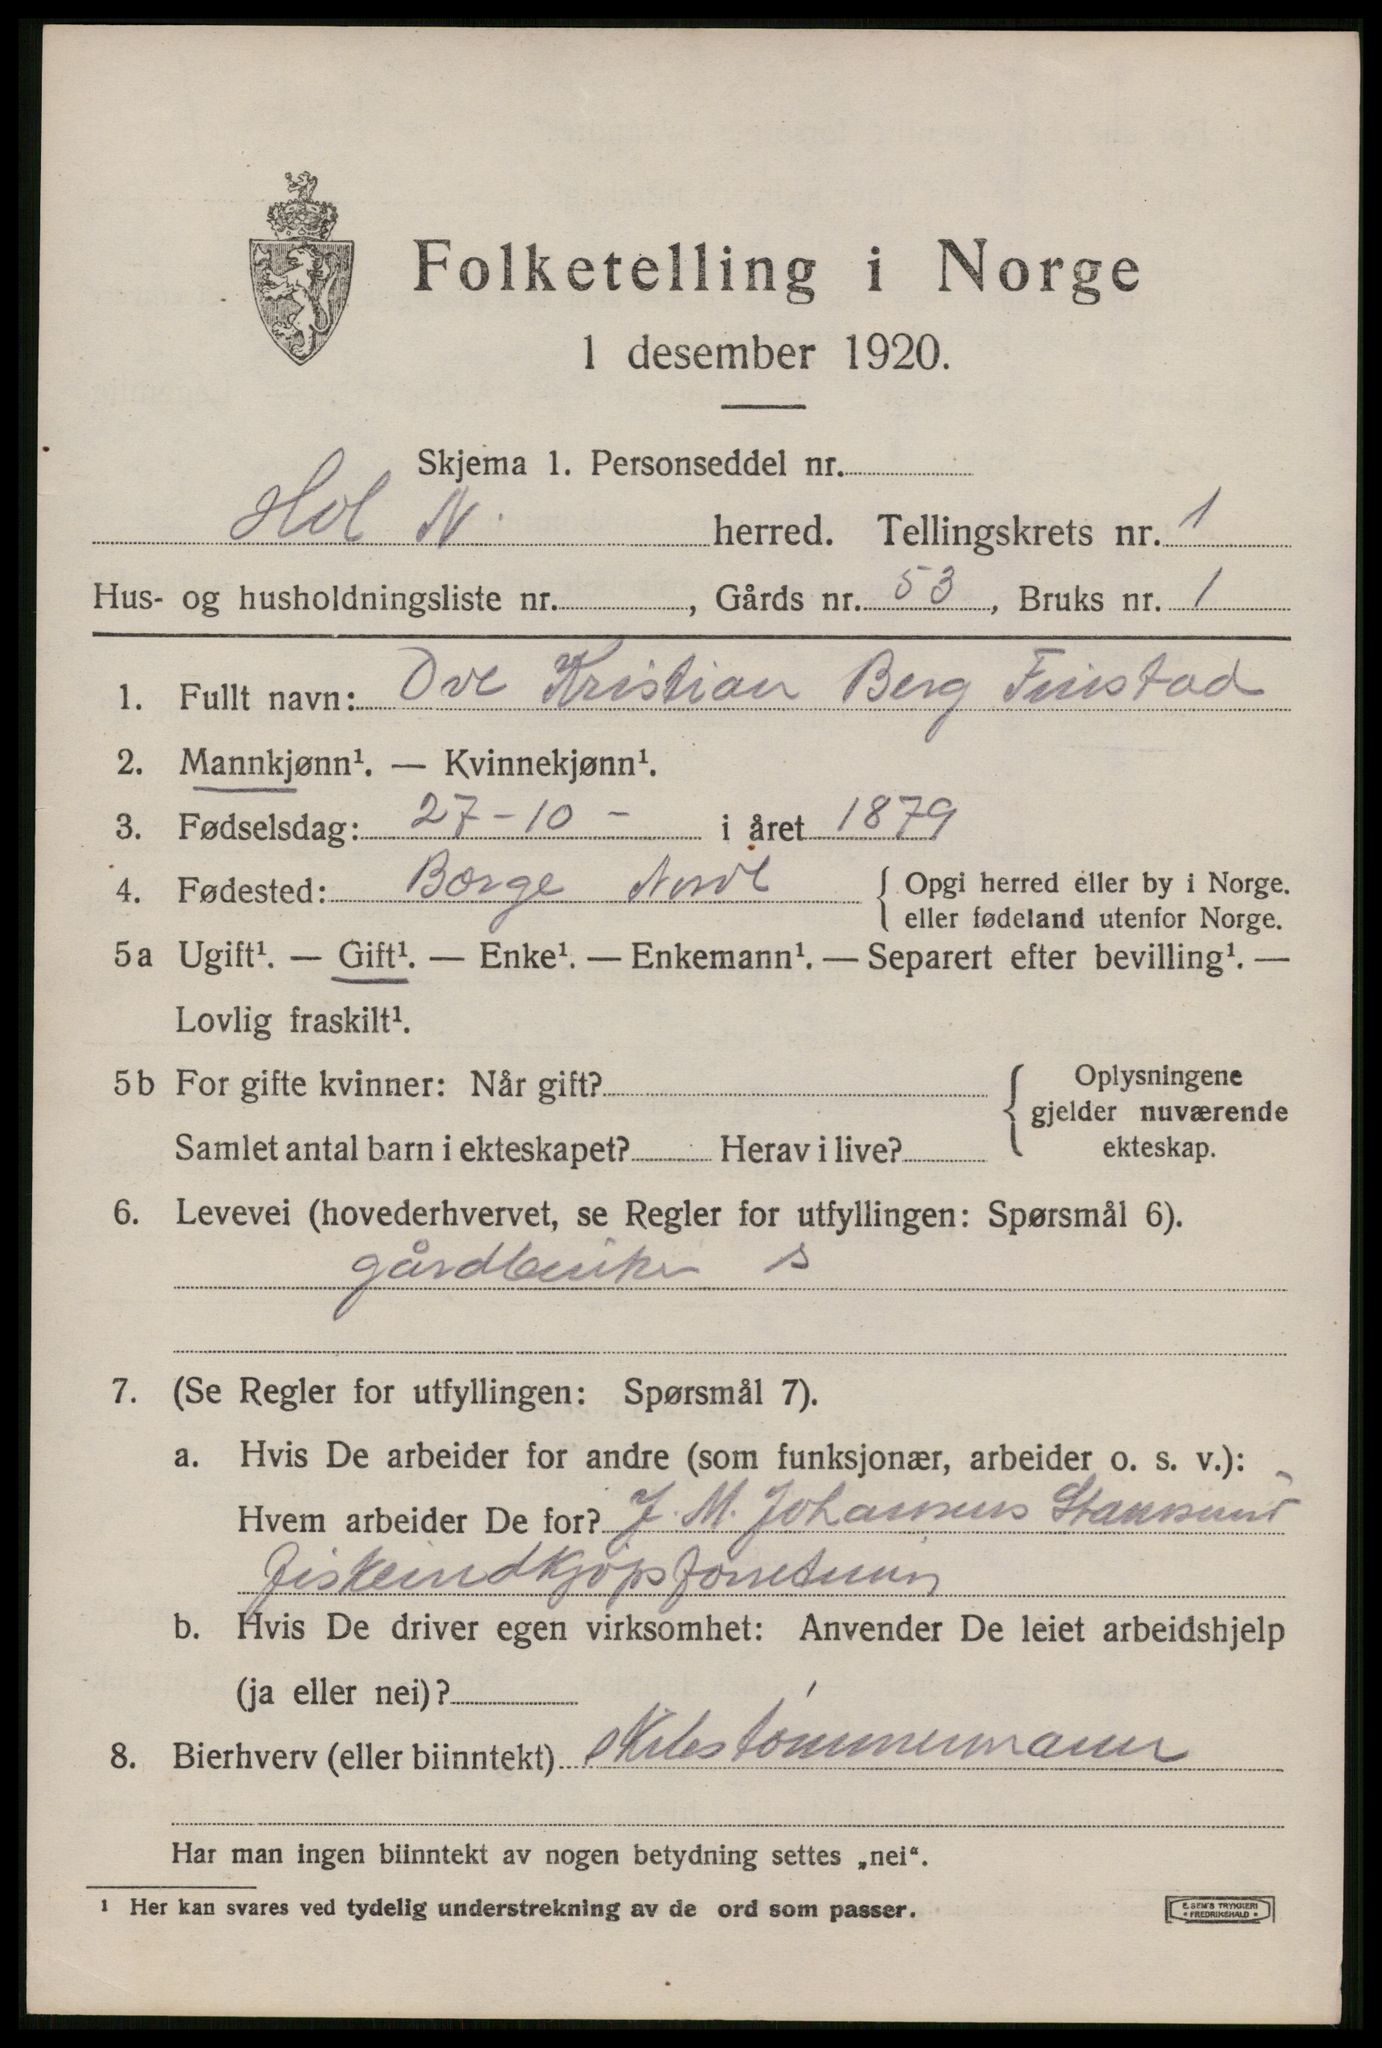 Folketelling i Norge
1 desember 1920.
Skjema 1. Personseddel nr.
Hol N. herred. Tellingskrets nr. 1
Hus- og husholdningsliste nr. , Gårds nr. 53 , Bruks nr. 1
1. Fullt navn: Ove Kristian Berg Finstad
2. Mannkjønn¹. — Kvinnekjønn¹.
3. Fødselsdag: 27-10- i året 1879
4. Fødested: Borge Nordl { Opgi herred eller by i Norge.
eller fødeland utenfor Norge.
5a Ugift¹. — Gift¹. — Enke¹. — Enkemann¹. — Separert efter bevilling¹. —
Lovlig fraskilt¹.
5b For gifte kvinner: Når gift? { Oplysningene
gjelder nuværende
Samlet antal barn i ekteskapet? Herav i live? ekteskap.
6. Levevei (hovederhvervet, se Regler for utfyllingen: Spørsmål 6).
gårdbruker s
7. (Se Regler for utfyllingen: Spørsmål 7).
a. Hvis De arbeider for andre (som funksjonær, arbeider o. s. v.):
Hvem arbeider De for? J. M. Johansens Stamsund
fiskeindkjöpsforretning
b. Hvis De driver egen virksomhet: Anvender De leiet arbeidshjelp
(ja eller nei)?
8. Bierhverv (eller biinntekt) tömmermann
Har man ingen biinntekt av nogen betydning settes „nei“.
¹ Her kan svares ved tydelig understrekning av de ord som passer.
E. SEM'S TRYKKERI
• FREDRIKSHALD •